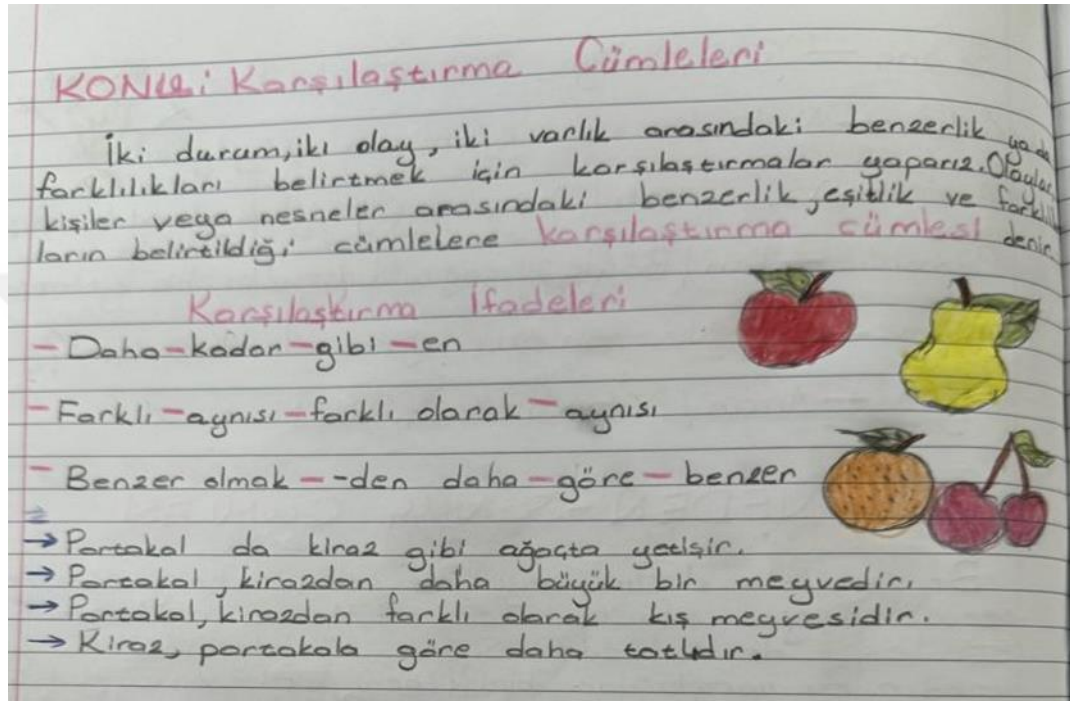 KONU: Karşılaştırma Cümleleri
İki durum, iki olay, iki varlık arasındaki benzerlik ya da
farklılıkları belirtmek için karşılaştırmalar yaparız. Olaylar
kişiler veya nesneler arasındaki benzerlik, eşitlik ve farklılık
ların belirtildiği cümlelere karşılaştırma cümlesi denir
Karşılaştırma İfadeleri
- Daha - kadar - gibi - en
- Farklı - aynısı - farklı olarak - aynısı
- Benzer olmak - -den daha - göre - benzer
→ Portakal da kiraz gibi ağaçta yetişir.
→ Portakal, kirazdan daha büyük bir meyvedir.
→ Portakal, kirazdan farklı olarak kış meyvesidir.
→ Kiraz, portakala göre daha tatlıdır.